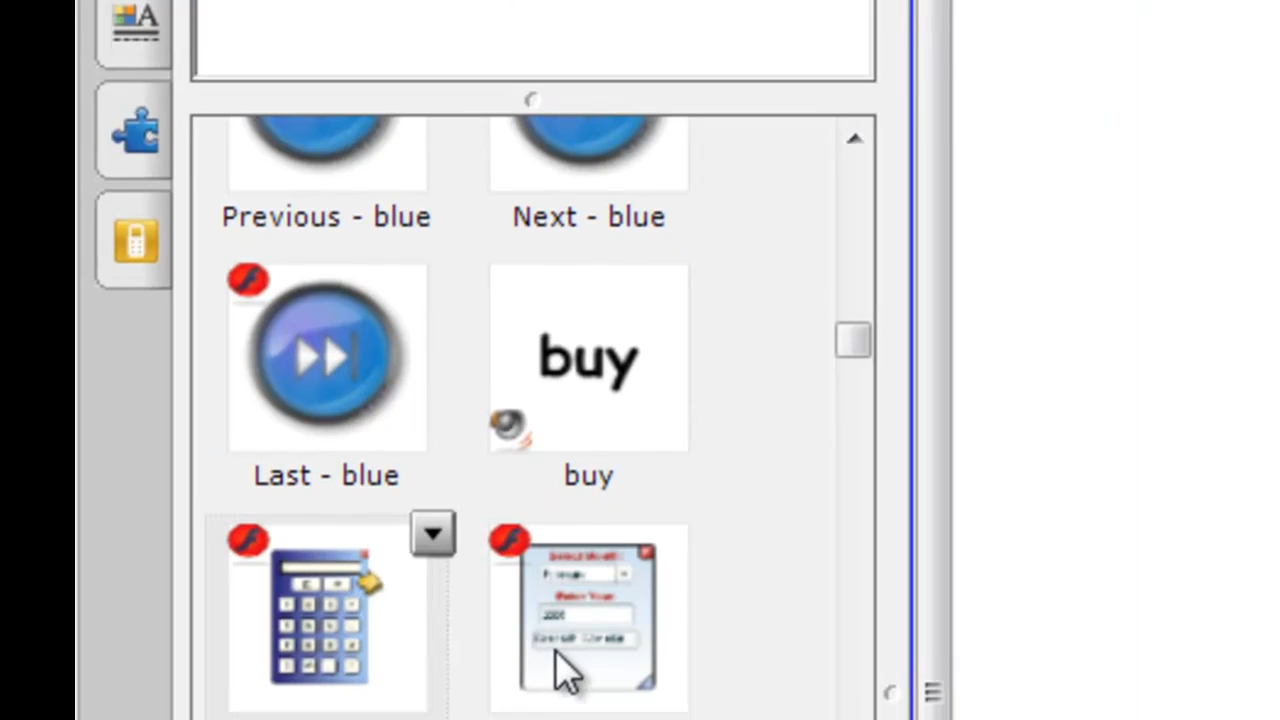 A
Previous - blue
Next - blue
Last - blue
buy
buy